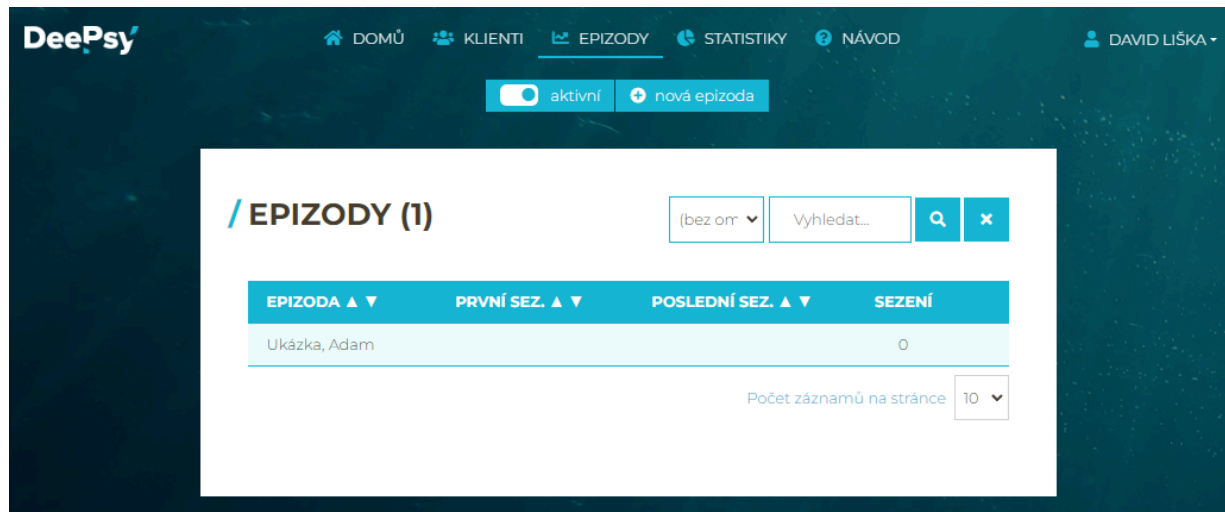 DeePsy
DOMŮ KLIENTI EPIZODY STATISTIKY NÁVOD DAVID LIŠKA
aktivní nová epizoda
/ EPIZODY (1)
(bez om Vyhledat...
EPIZODA ▲ ▼ PRVNÍ SEZ. ▲ ▼ POSLEDNÍ SEZ. ▲ ▼ SEZENÍ
Ukázka, Adam 0
Počet záznamů na stránce 10